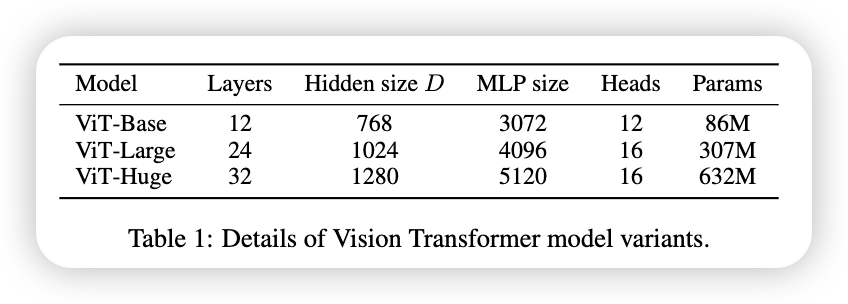 Model Layers Hidden size D MLP size Heads Params
ViT-Base 12 768 3072 12 86M
ViT-Large 24 1024 4096 16 307M
ViT-Huge 32 1280 5120 16 632M
Table 1: Details of Vision Transformer model variants.